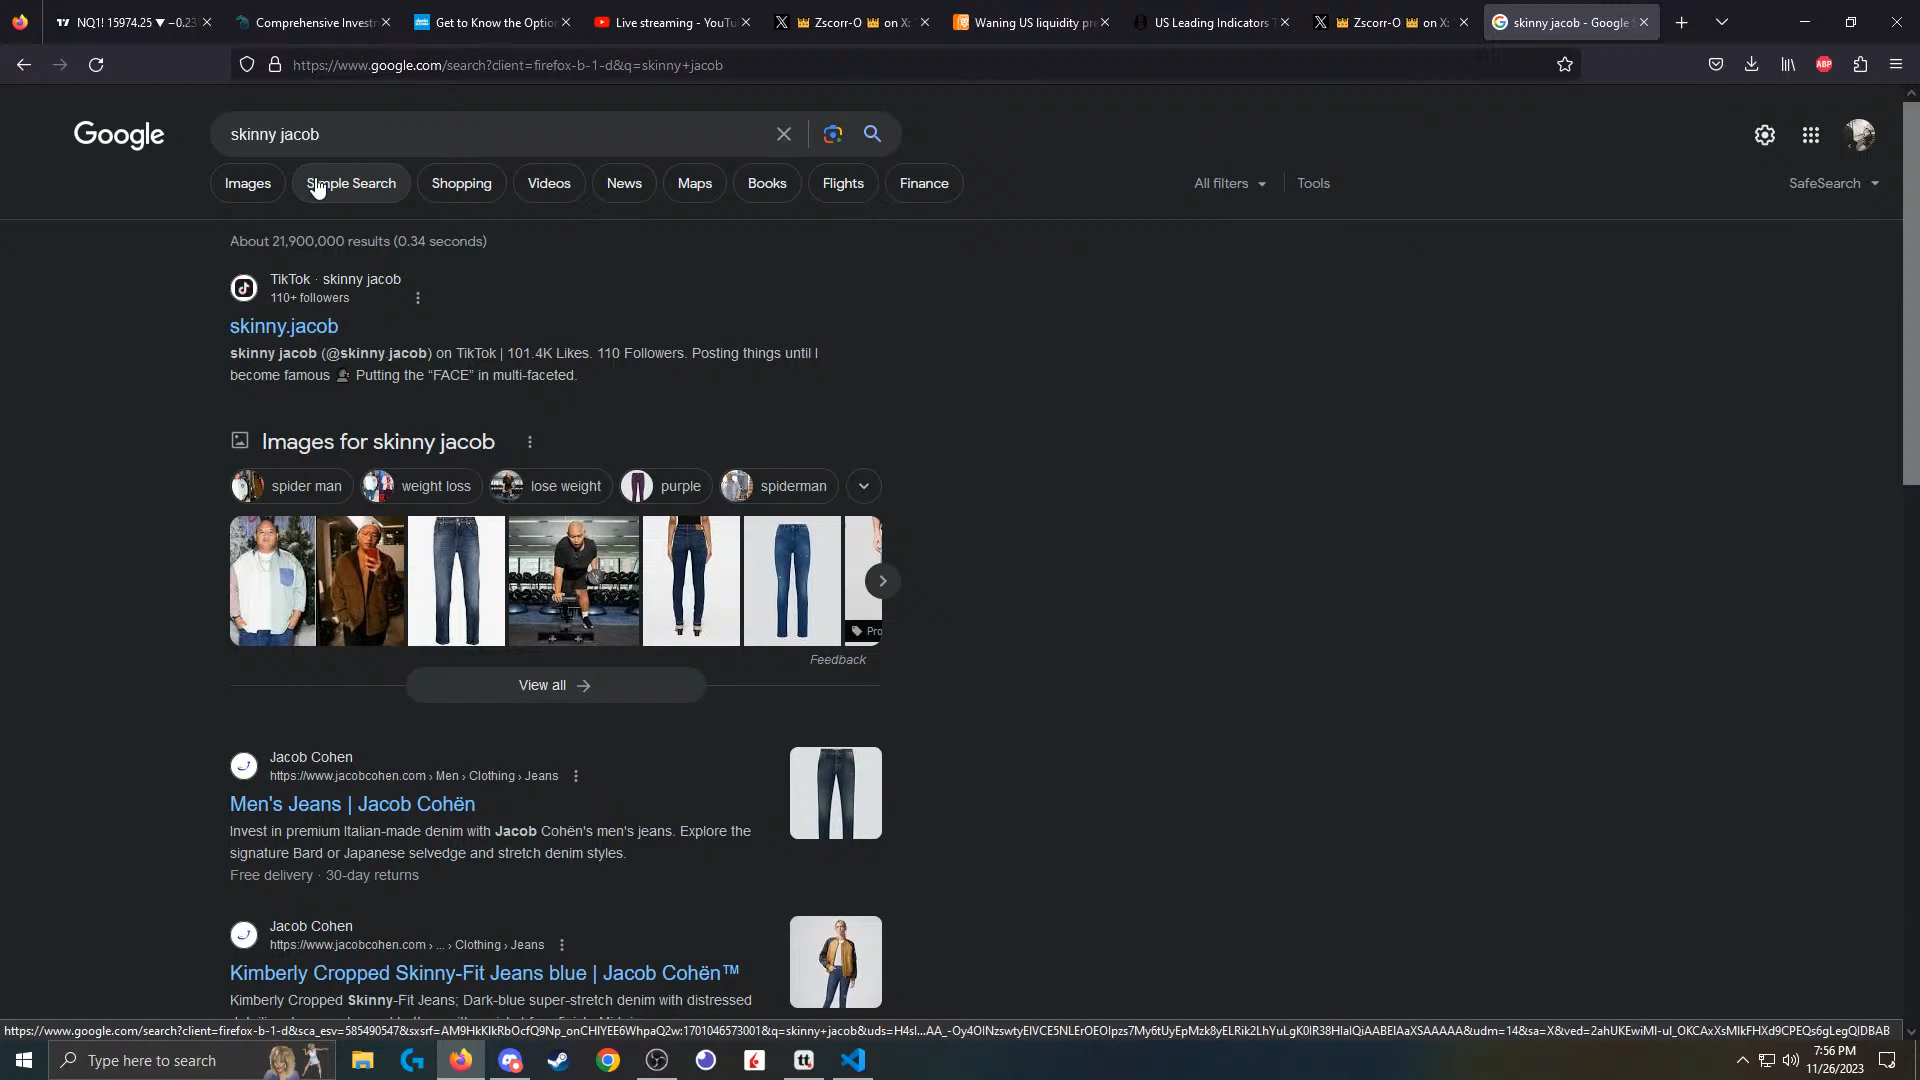 NQ1! 15974.25 ▼ −0.23
Comprehensive Invest
Get to Know the Option
Live streaming - YouTu
👑 Zscorr-O 👑 on X:
Waning US liquidity pr
US Leading Indicators
👑 Zscorr-O 👑 on X:
skinny jacob - Google
https://www.google.com/search?client=firefox-b-1-d&q=skinny+jacob
ABP
Google
skinny jacob
Images
Simple Search
Shopping
Videos
News
Maps
Books
Flights
Finance
All filters
Tools
SafeSearch
About 21,900,000 results (0.34 seconds)
TikTok · skinny jacob
110+ followers
skinny.jacob
skinny jacob (@skinny.jacob) on TikTok | 101.4K Likes. 110 Followers. Posting things until I
become famous 👤 Putting the “FACE” in multi-faceted.
Images for skinny jacob
spider man
weight loss
lose weight
purple
spiderman
Pro
Feedback
View all
Jacob Cohen
https://www.jacobcohen.com › Men › Clothing › Jeans
Men's Jeans | Jacob Cohën
Invest in premium Italian-made denim with Jacob Cohën's men's jeans. Explore the
signature Bard or Japanese selvedge and stretch denim styles.
Free delivery · 30-day returns
Jacob Cohen
https://www.jacobcohen.com › ... › Clothing › Jeans
Kimberly Cropped Skinny-Fit Jeans blue | Jacob Cohën™
Kimberly Cropped Skinny-Fit Jeans; Dark-blue super-stretch denim with distressed
Type here to search
tt
7:56 PM
11/26/2023